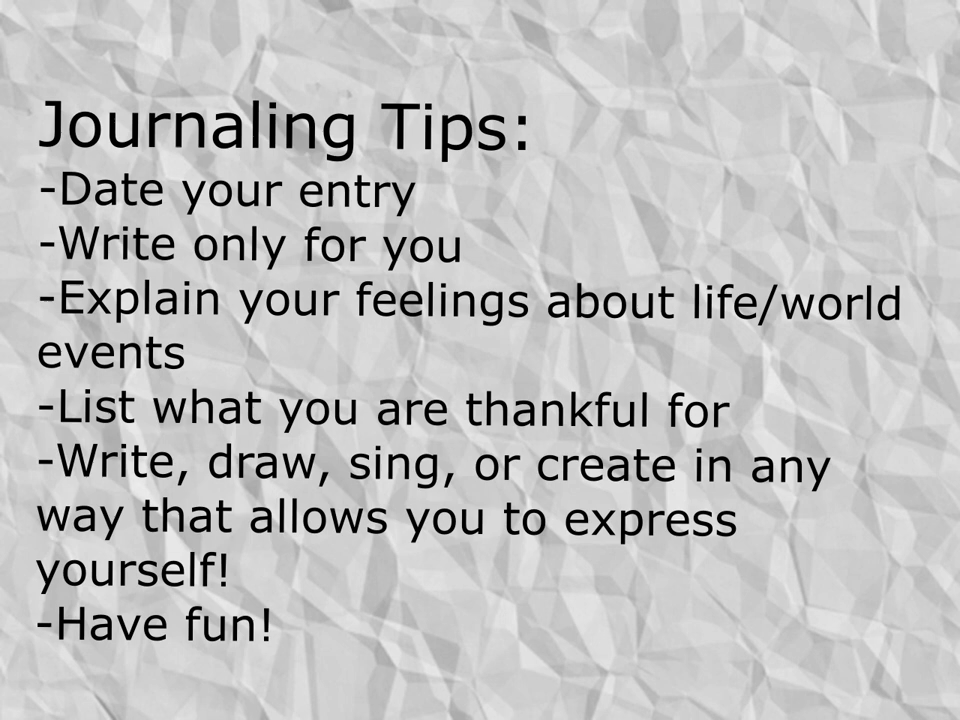 Journaling Tips:
-Date your entry
-Write only for you
-Explain your feelings about life/world
events
-List what you are thankful for
-Write, draw, sing, or create in any
way that allows you to express
yourself!
-Have fun!